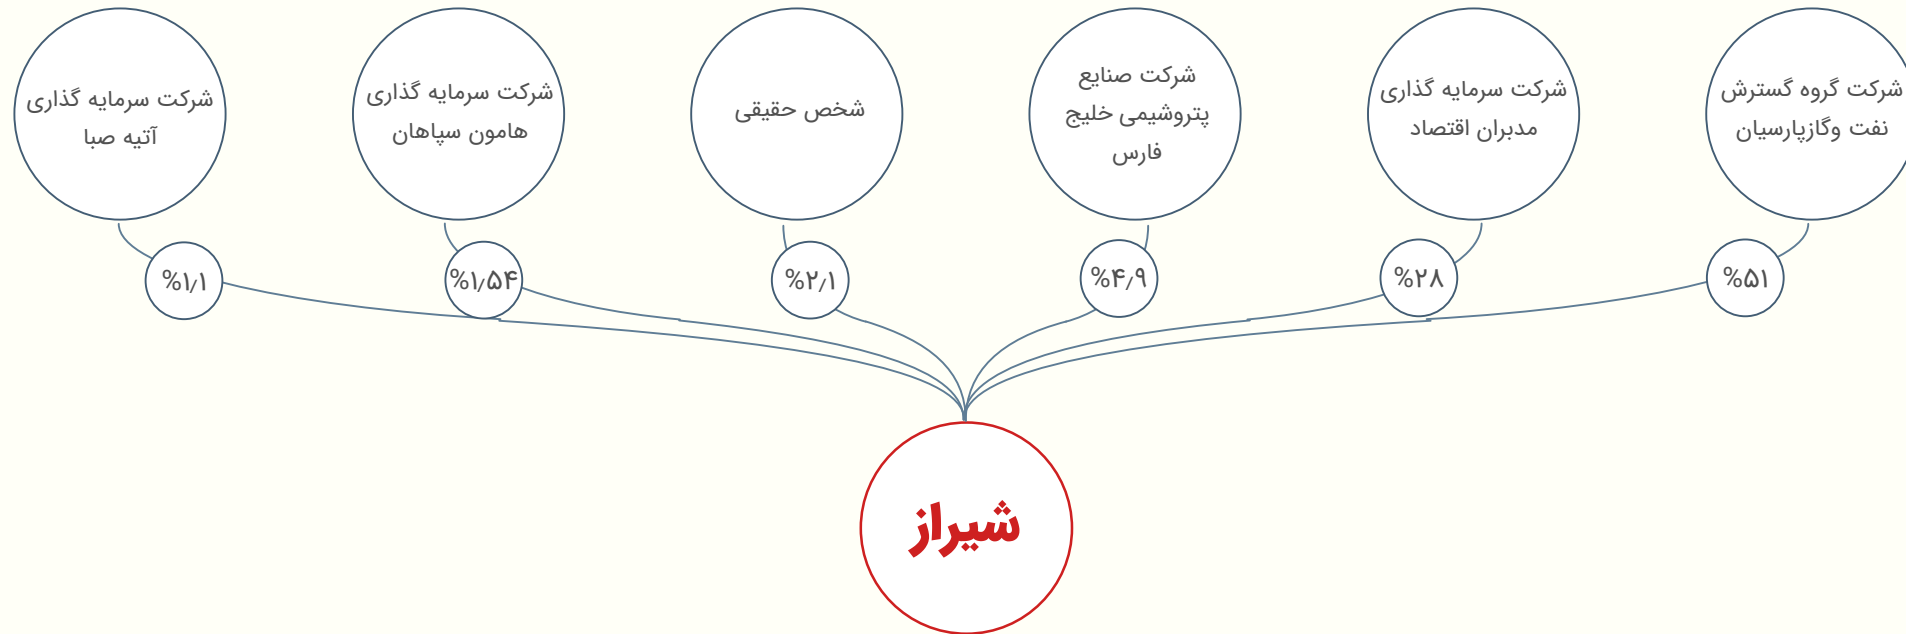 شرکت گروه گسترش
نفت وگازپارسیان
شرکت سرمایه گذاری
مدبران اقتصاد
شرکت صنایع
پتروشیمی خلیج
فارس
شخص حقیقی
شرکت سرمایه گذاری
هامون سپاهان
شرکت سرمایه گذاری
آتیه صبا
%۵۱
%۲۸
%۴٫۹
%۲٫۱
%۱٫۵۴
%۱٫۱
شیراز